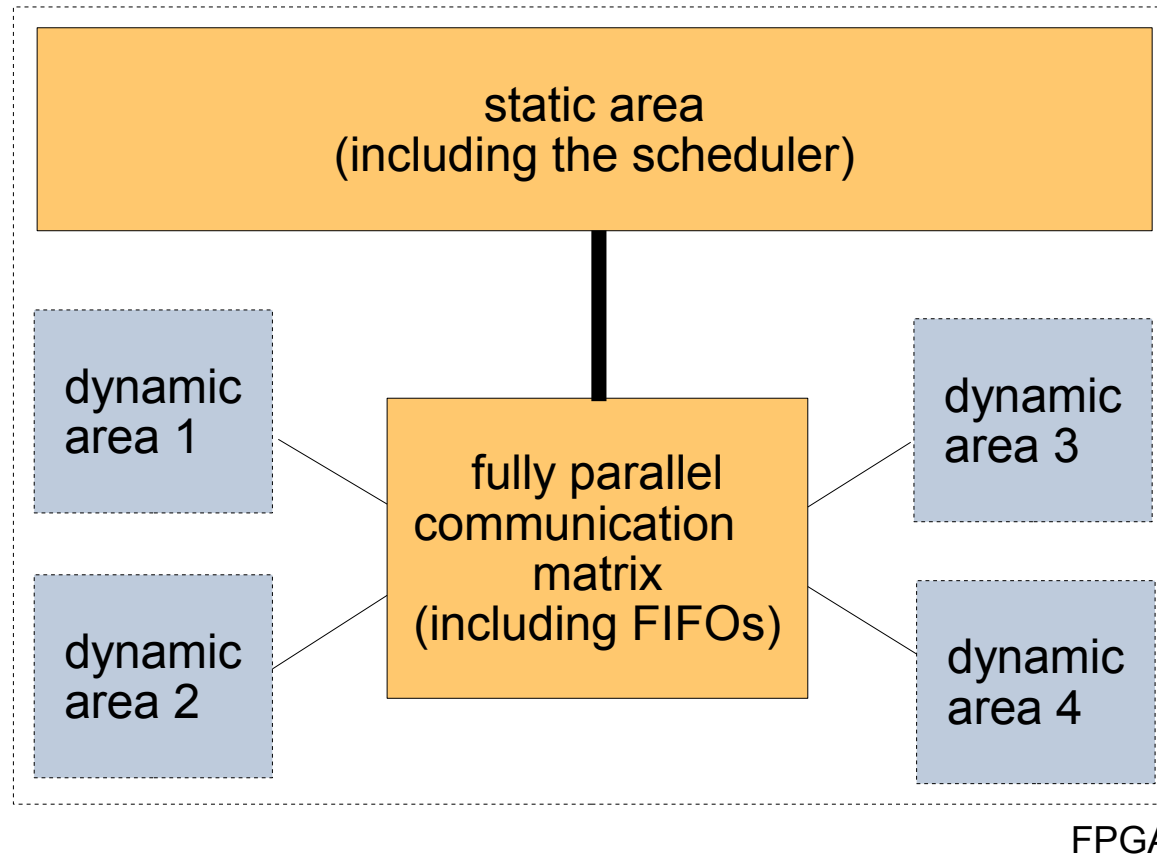 static area
(including the scheduler)
dynamic
area 1
dynamic
area 3
fully parallel
communication
matrix
(including FIFOs)
dynamic
area 2
dynamic
area 4
FPGA